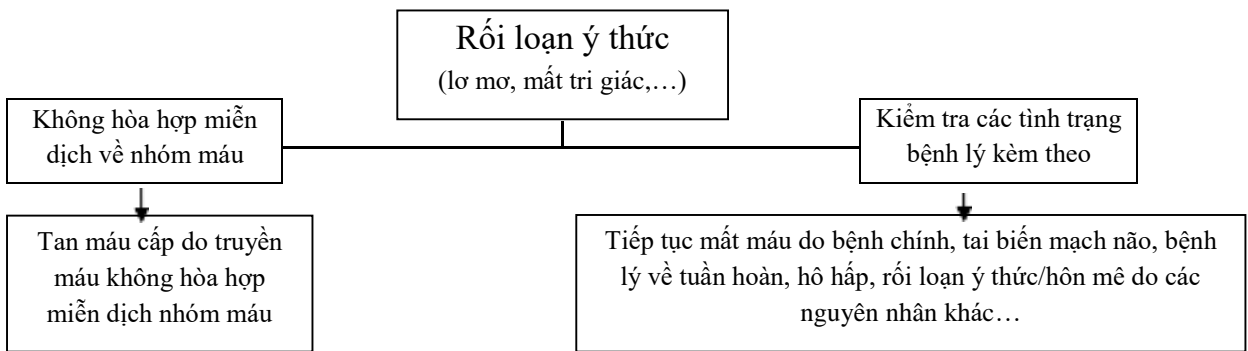 Rối loạn ý thức
(lơ mơ, mất tri giác,…)
Không hòa hợp miễn
dịch về nhóm máu
Kiểm tra các tình trạng
bệnh lý kèm theo
Tan máu cấp do truyền
máu không hòa hợp
miễn dịch nhóm máu
Tiếp tục mất máu do bệnh chính, tai biến mạch não, bệnh
lý về tuần hoàn, hô hấp, rối loạn ý thức/hôn mê do các
nguyên nhân khác…